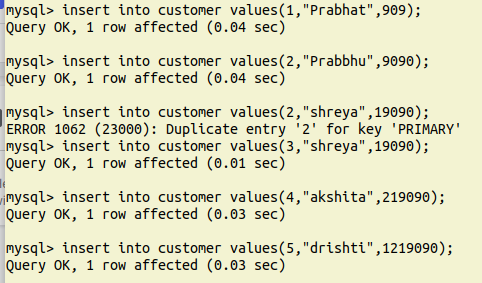 mysql> insert into customer values(1,"Prabhat",909);
Query OK, 1 row affected (0.04 sec)
mysql> insert into customer values(2,"Prabbhu",9090);
Query OK, 1 row affected (0.04 sec)
mysql> insert into customer values(2,"shreya",19090);
ERROR 1062 (23000): Duplicate entry '2' for key 'PRIMARY'
mysql> insert into customer values(3,"shreya",19090);
Query OK, 1 row affected (0.01 sec)
mysql> insert into customer values(4,"akshita",219090);
Query OK, 1 row affected (0.03 sec)
mysql> insert into customer values(5,"drishti",1219090);
Query OK, 1 row affected (0.03 sec)